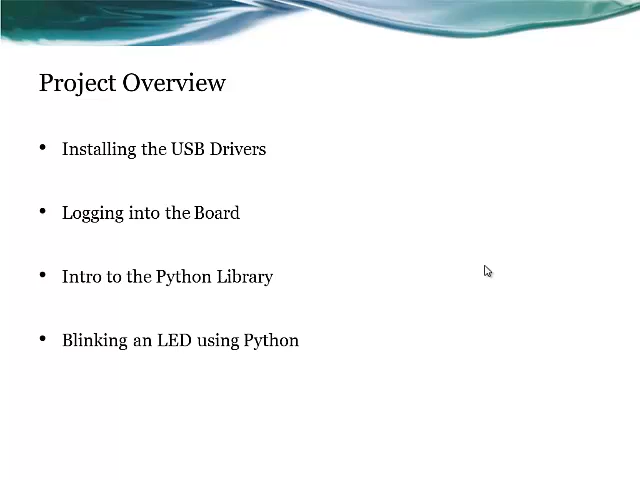 Project Overview
• Installing the USB Drivers
• Logging into the Board
• Intro to the Python Library
• Blinking an LED using Python